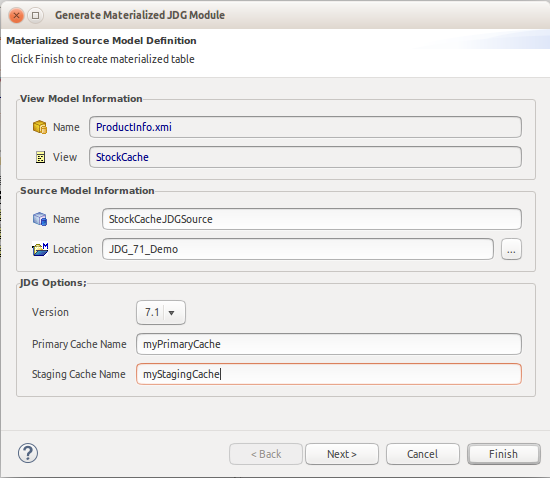 Generate Materialized JDG Module
Materialized Source Model Definition
Click Finish to create materialized table
View Model Information
Name ProductInfo.xmi
View StockCache
Source Model Information
Name StockCacheJDGSource
Location JDG_71_Demo ...
JDG Options;
Version 7.1
Primary Cache Name myPrimaryCache
Staging Cache Name myStagingCache
? < Back Next > Cancel Finish